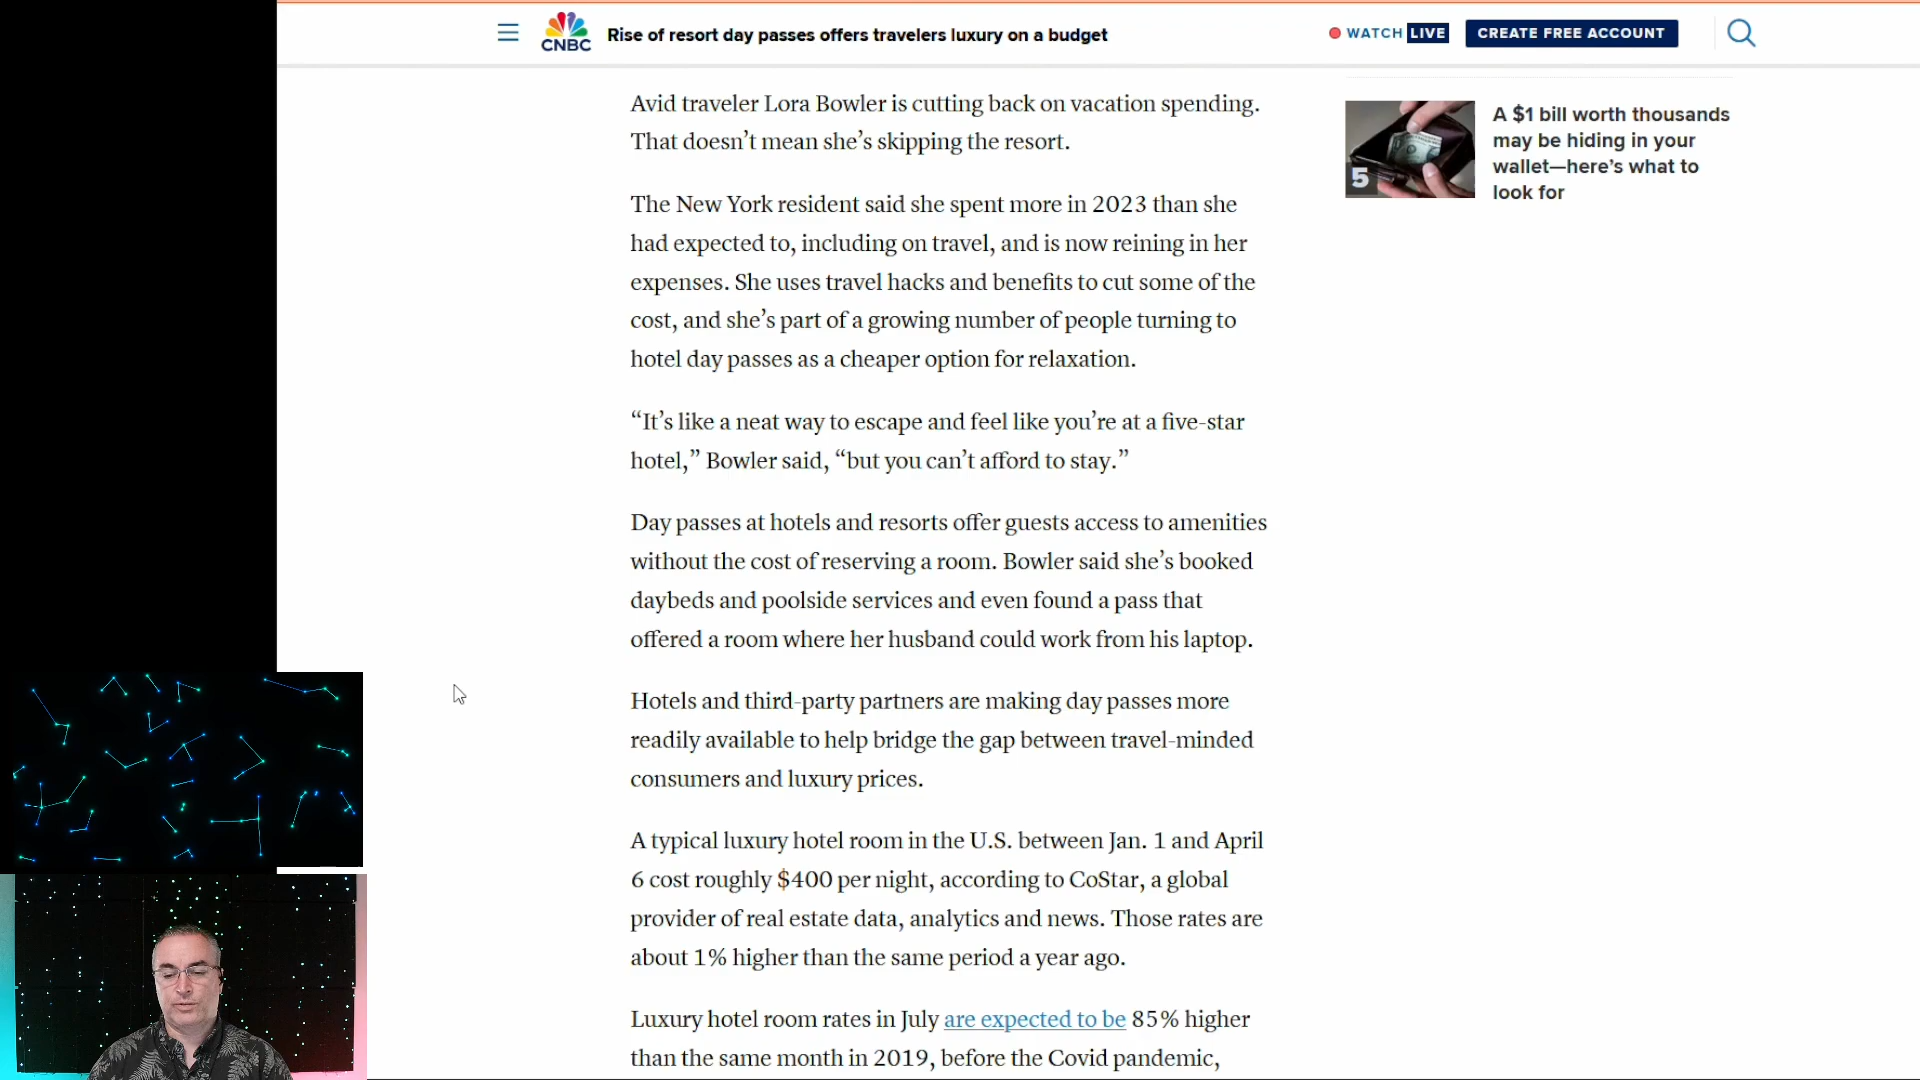 CNBC
Rise of resort day passes offers travelers luxury on a budget
WATCH LIVE
CREATE FREE ACCOUNT
Avid traveler Lora Bowler is cutting back on vacation spending.
That doesn’t mean she’s skipping the resort.
The New York resident said she spent more in 2023 than she
had expected to, including on travel, and is now reining in her
expenses. She uses travel hacks and benefits to cut some of the
cost, and she’s part of a growing number of people turning to
hotel day passes as a cheaper option for relaxation.
“It’s like a neat way to escape and feel like you’re at a five-star
hotel,” Bowler said, “but you can’t afford to stay.”
Day passes at hotels and resorts offer guests access to amenities
without the cost of reserving a room. Bowler said she’s booked
daybeds and poolside services and even found a pass that
offered a room where her husband could work from his laptop.
Hotels and third-party partners are making day passes more
readily available to help bridge the gap between travel-minded
consumers and luxury prices.
A typical luxury hotel room in the U.S. between Jan. 1 and April
6 cost roughly $400 per night, according to CoStar, a global
provider of real estate data, analytics and news. Those rates are
about 1% higher than the same period a year ago.
Luxury hotel room rates in July are expected to be 85% higher
than the same month in 2019, before the Covid pandemic,
5
A $1 bill worth thousands
may be hiding in your
wallet—here’s what to
look for